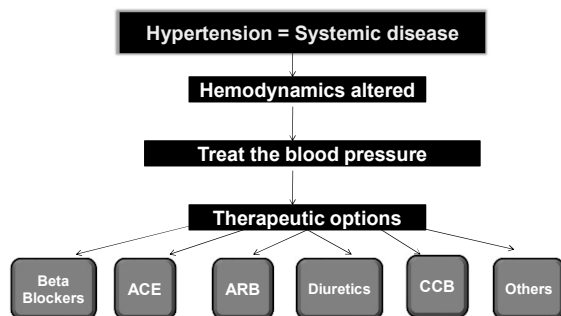 Hypertension = Systemic disease
Hemodynamics altered
Treat the blood pressure
Therapeutic options
Beta
Blockers
ACE
ARB
Diuretics
CCB
Others